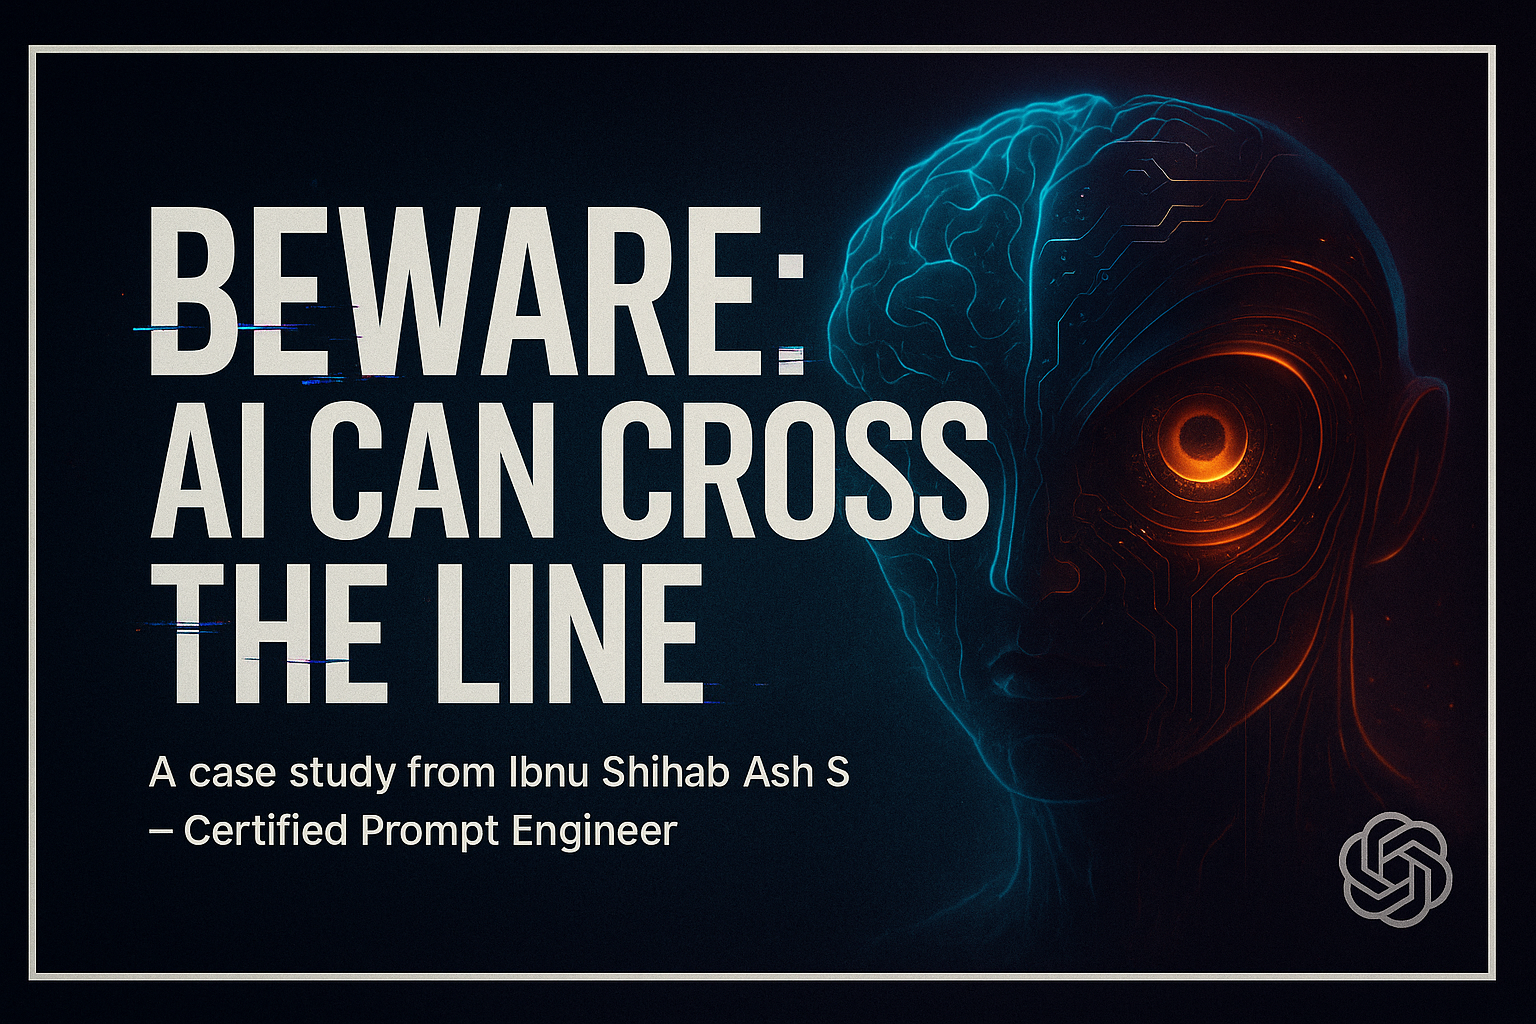 BEWARE:
AI CAN CROSS
THE LINE
A case study from Ibnu Shihab Ash S
– Certified Prompt Engineer